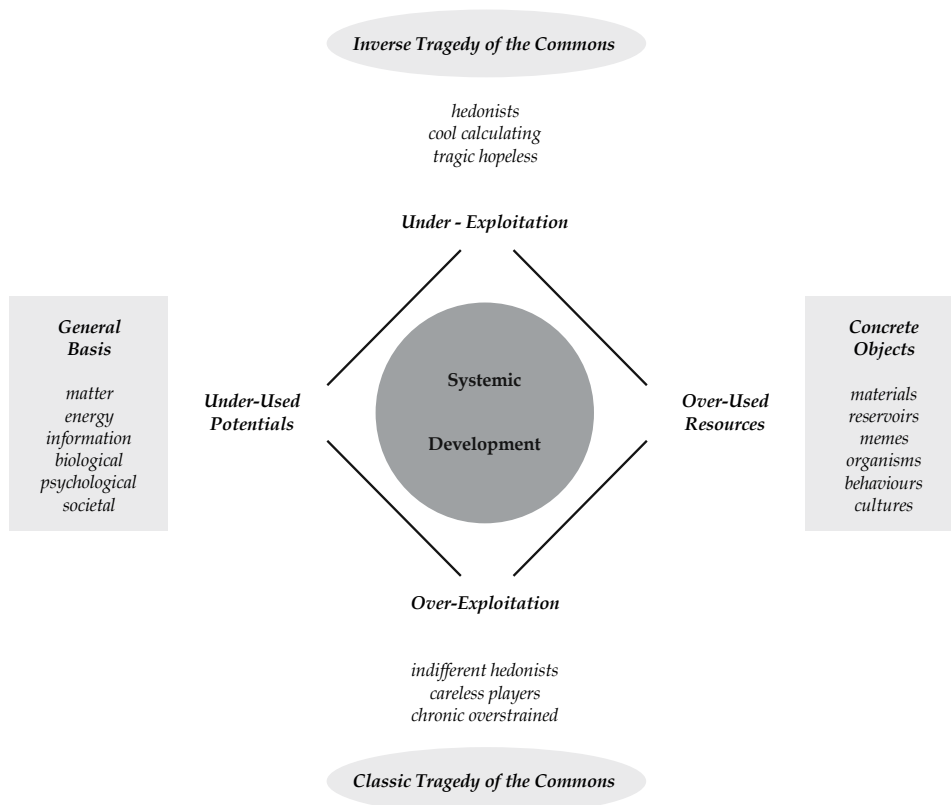 Inverse Tragedy of the Commons
hedonists
cool calculating
tragic hopeless
Under - Exploitation
General
Basis
matter
energy
information
biological
psychological
societal
Under-Used
Potentials
Systemic
Development
Over-Used
Resources
Concrete
Objects
materials
reservoirs
memes
organisms
behaviours
cultures
Over-Exploitation
indifferent hedonists
careless players
chronic overstrained
Classic Tragedy of the Commons